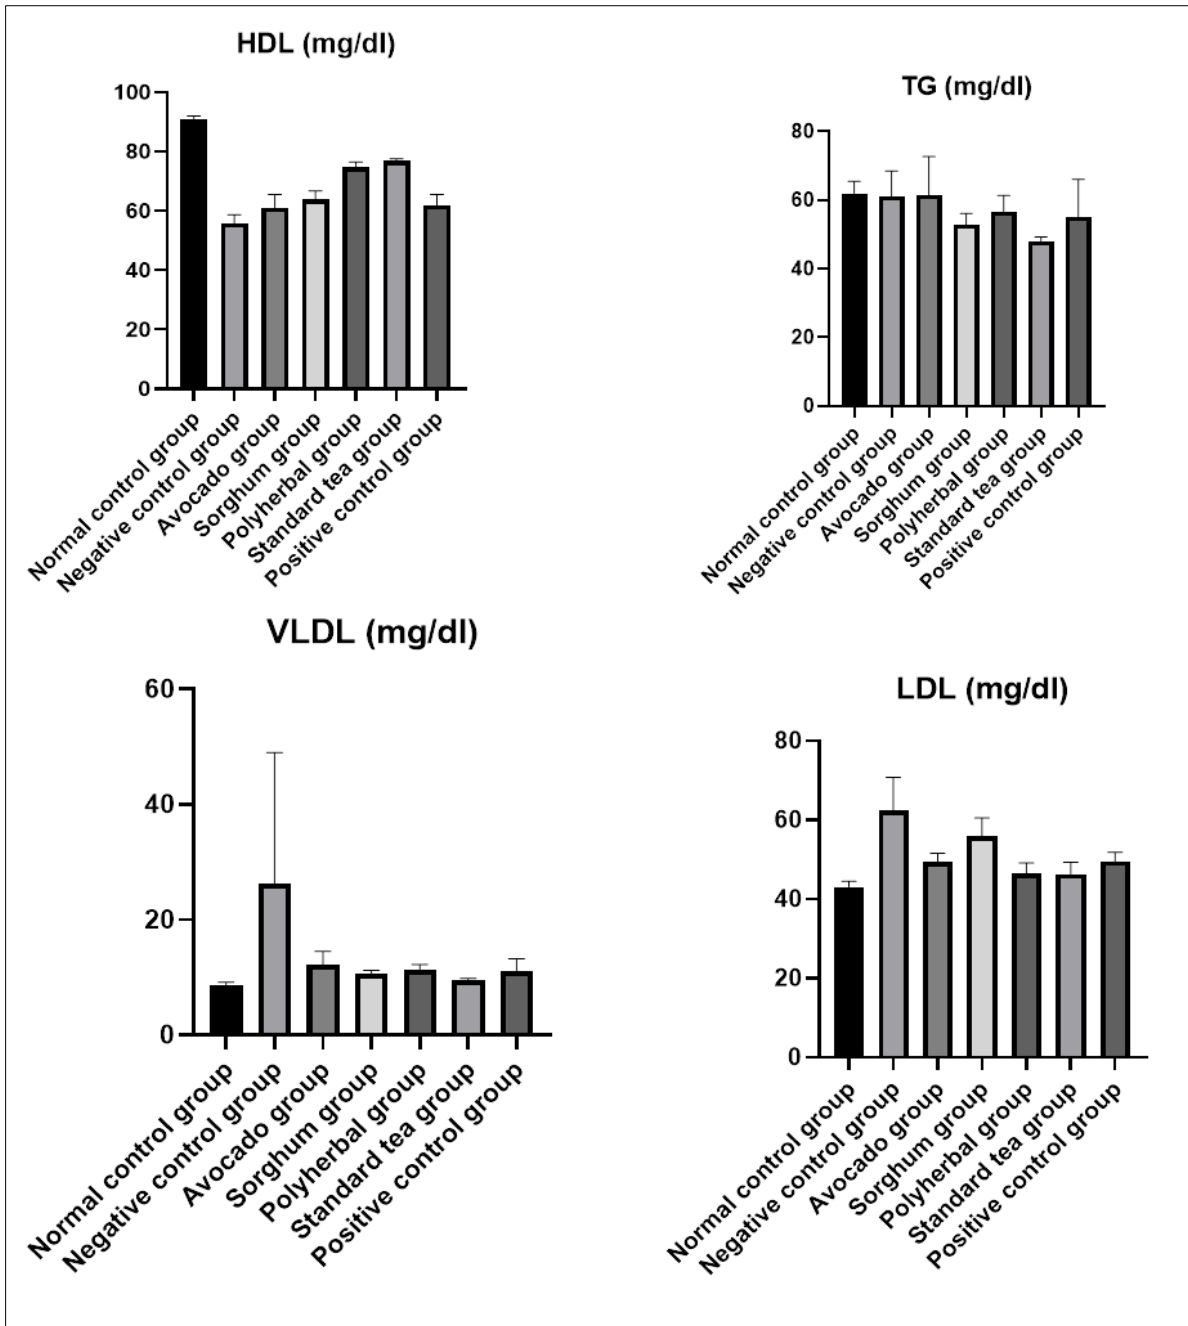 HDL (mg/dl)
100
80
60
40
20
0
Normal control group
Negative control group
Avocado group
Sorghum group
Polyherbal group
Standard tea group
Positive control group
TG (mg/dl)
80
60
40
20
0
Normal control group
Negative control group
Avocado group
Sorghum group
Polyherbal group
Standard tea group
Positive control group
VLDL (mg/dl)
60
40
20
0
Normal control group
Negative control group
Avocado group
Sorghum group
Polyherbal group
Standard tea group
Positive control group
LDL (mg/dl)
80
60
40
20
0
Normal control group
Negative control group
Avocado group
Sorghum group
Polyherbal group
Standard tea group
Positive control group